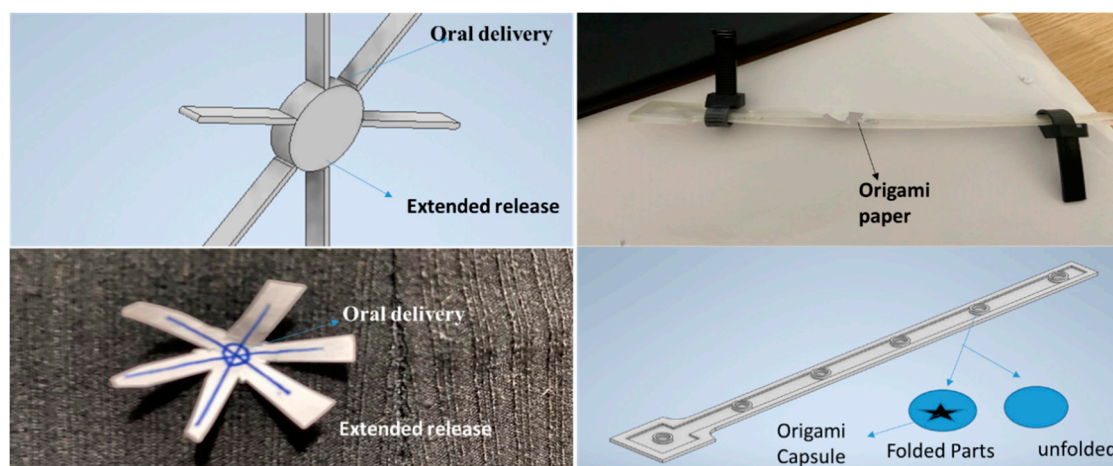 Oral delivery
Extended release
Origami
paper
Oral delivery
Extended release
Origami
Capsule
Folded Parts
unfolded